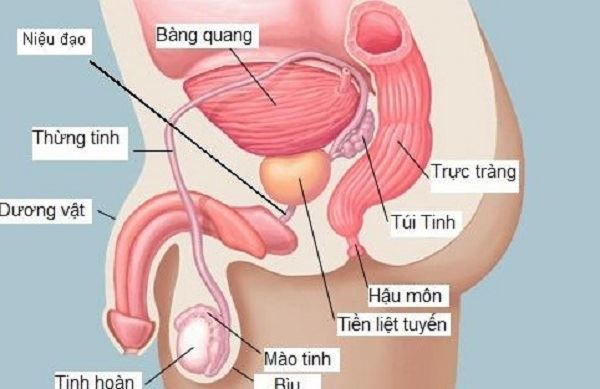 Niệu đạo
Bàng quang
Thừng tinh
Trực tràng
Dương vật
Túi Tinh
Hậu môn
Tiền liệt tuyến
Mào tinh
Tinh hoàn
Bìu